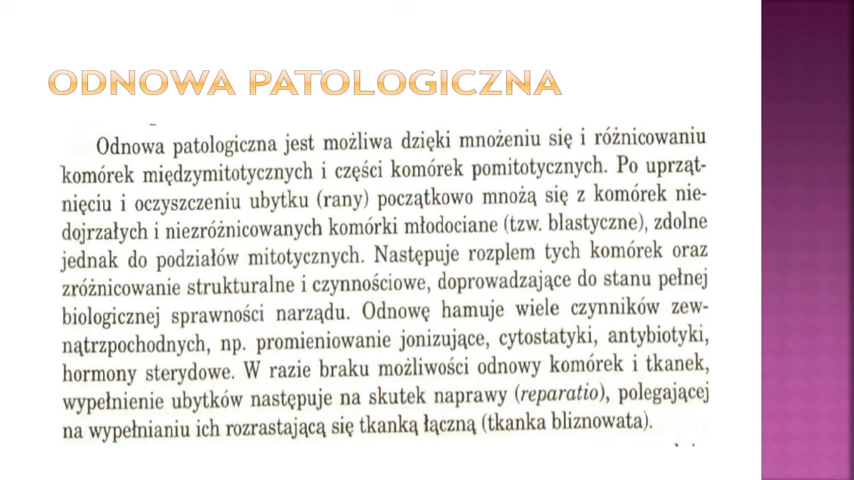 ODNOWA PATOLOGICZNA
Odnowa patologiczna jest możliwa dzięki mnożeniu się i różnicowaniu
komórek międzymitotycznych i części komórek pomitotycznych. Po uprząt-
nięciu i oczyszczeniu ubytku (rany) początkowo mnożą się z komórek nie-
dojrzałych i niezróżnicowanych komórki młodociane (tzw. blastyczne), zdolne
jednak do podziałów mitotycznych. Następuje rozplem tych komórek oraz
zróżnicowanie strukturalne i czynnościowe, doprowadzające do stanu pełnej
biologicznej sprawności narządu. Odnowę hamuje wiele czynników zew-
nątrzpochodnych, np. promieniowanie jonizujące, cytostatyki, antybiotyki,
hormony sterydowe. W razie braku możliwości odnowy komórek i tkanek,
wypełnienie ubytków następuje na skutek naprawy (reparatio), polegającej
na wypełnianiu ich rozrastającą się tkanką łączną (tkanka bliznowata).